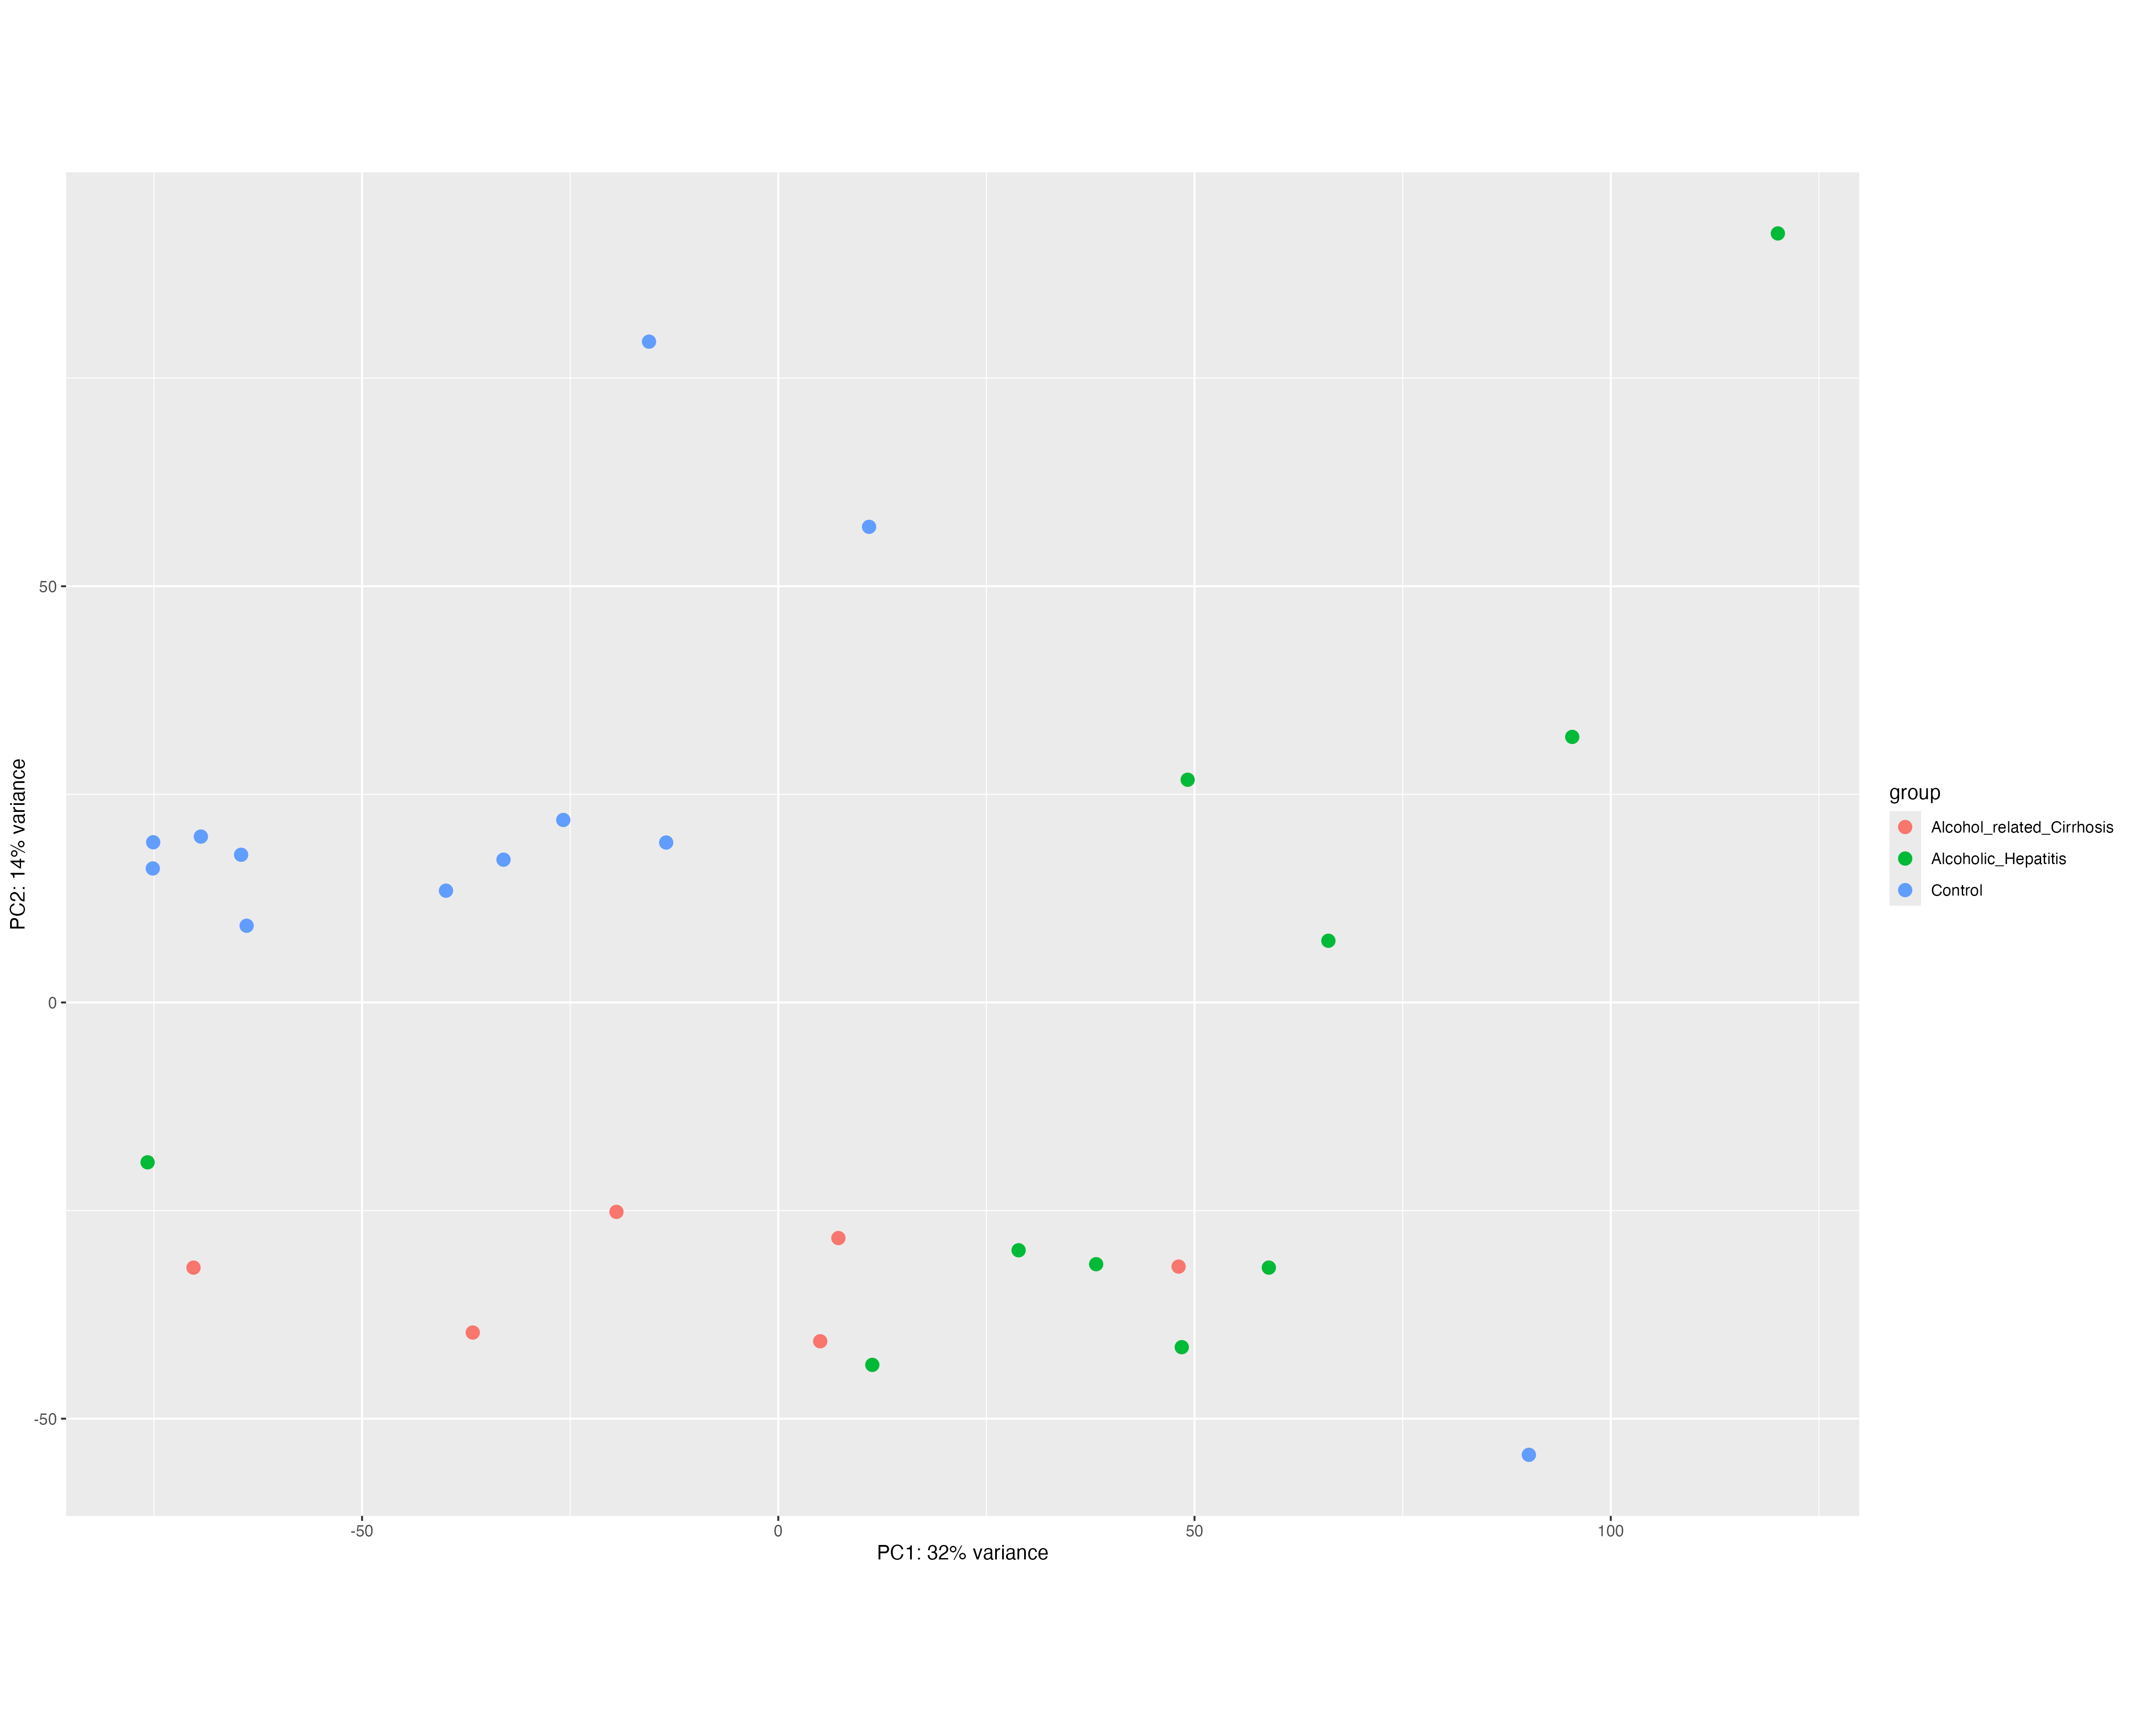 50
0
-50
PC2: 14% variance
-50
0
50
100
PC1: 32% variance
group
Alcohol_related_Cirrhosis
Alcoholic_Hepatitis
Control